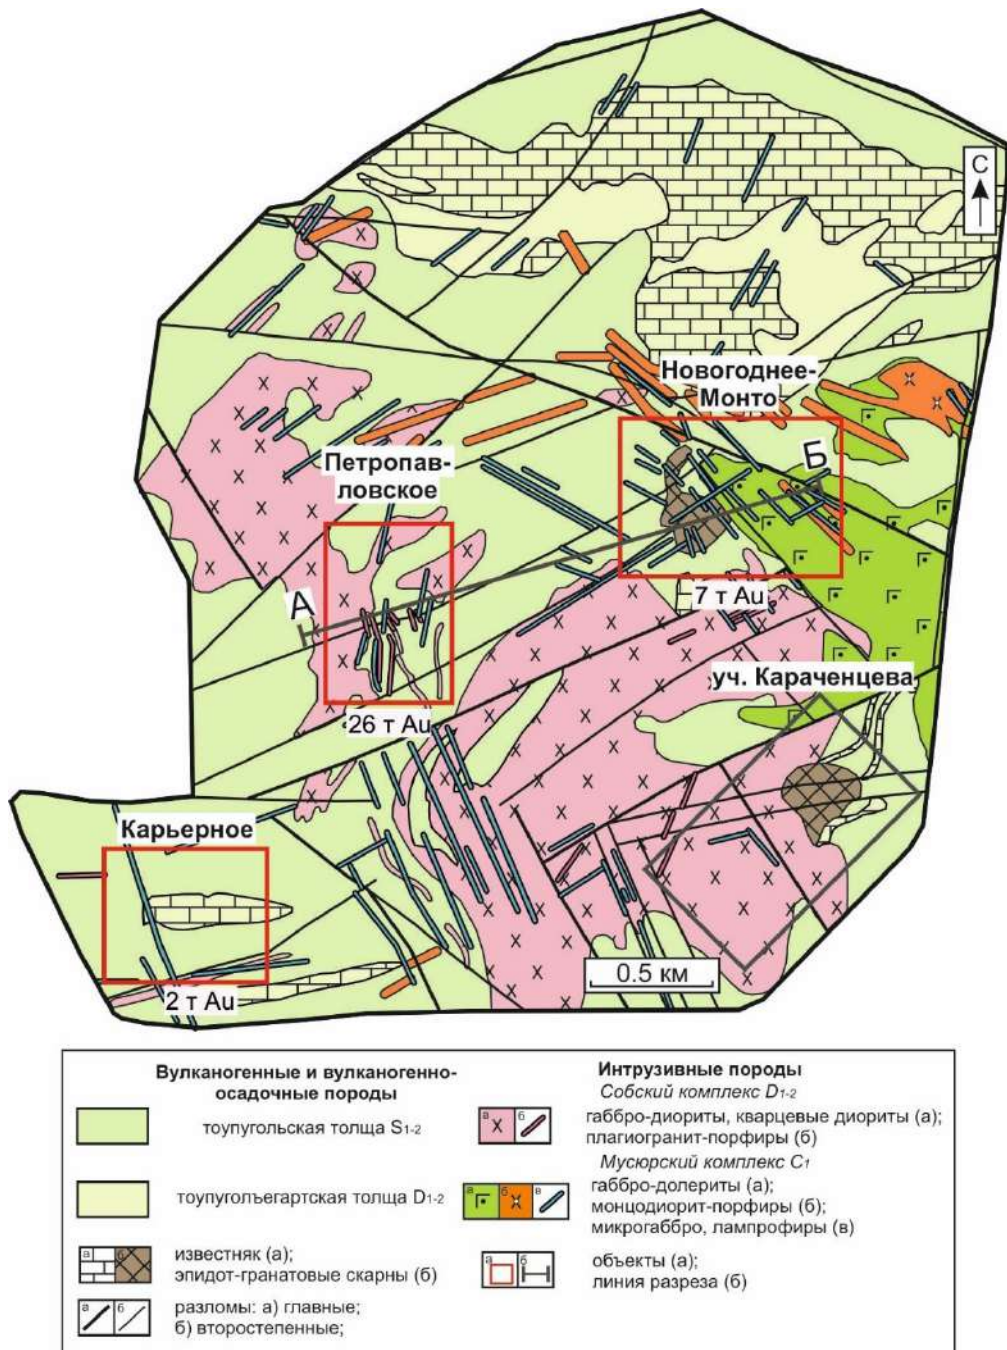 С
Новогоднее-
Монто
Петропав-
ловское
Б
А
7 т Au
уч. Караченцева
26 т Au
Карьерное
0.5 км
2 т Au
Вулканогенные и вулканогенно-
осадочные породы
тоупугольская толща S1-2
тоупуголъегартская толща D1-2
а б
известняк (а);
эпидот-гранатовые скарны (б)
а б
разломы: а) главные;
б) второстепенные;
Интрузивные породы
Собский комплекс D1-2
а б
габбро-диориты, кварцевые диориты (а);
плагиогранит-порфиры (б)
Мусюрский комплекс C1
а б в
габбро-долериты (а);
монцодиорит-порфиры (б);
микрогаббро, лампрофиры (в)
а б
объекты (а);
линия разреза (б)